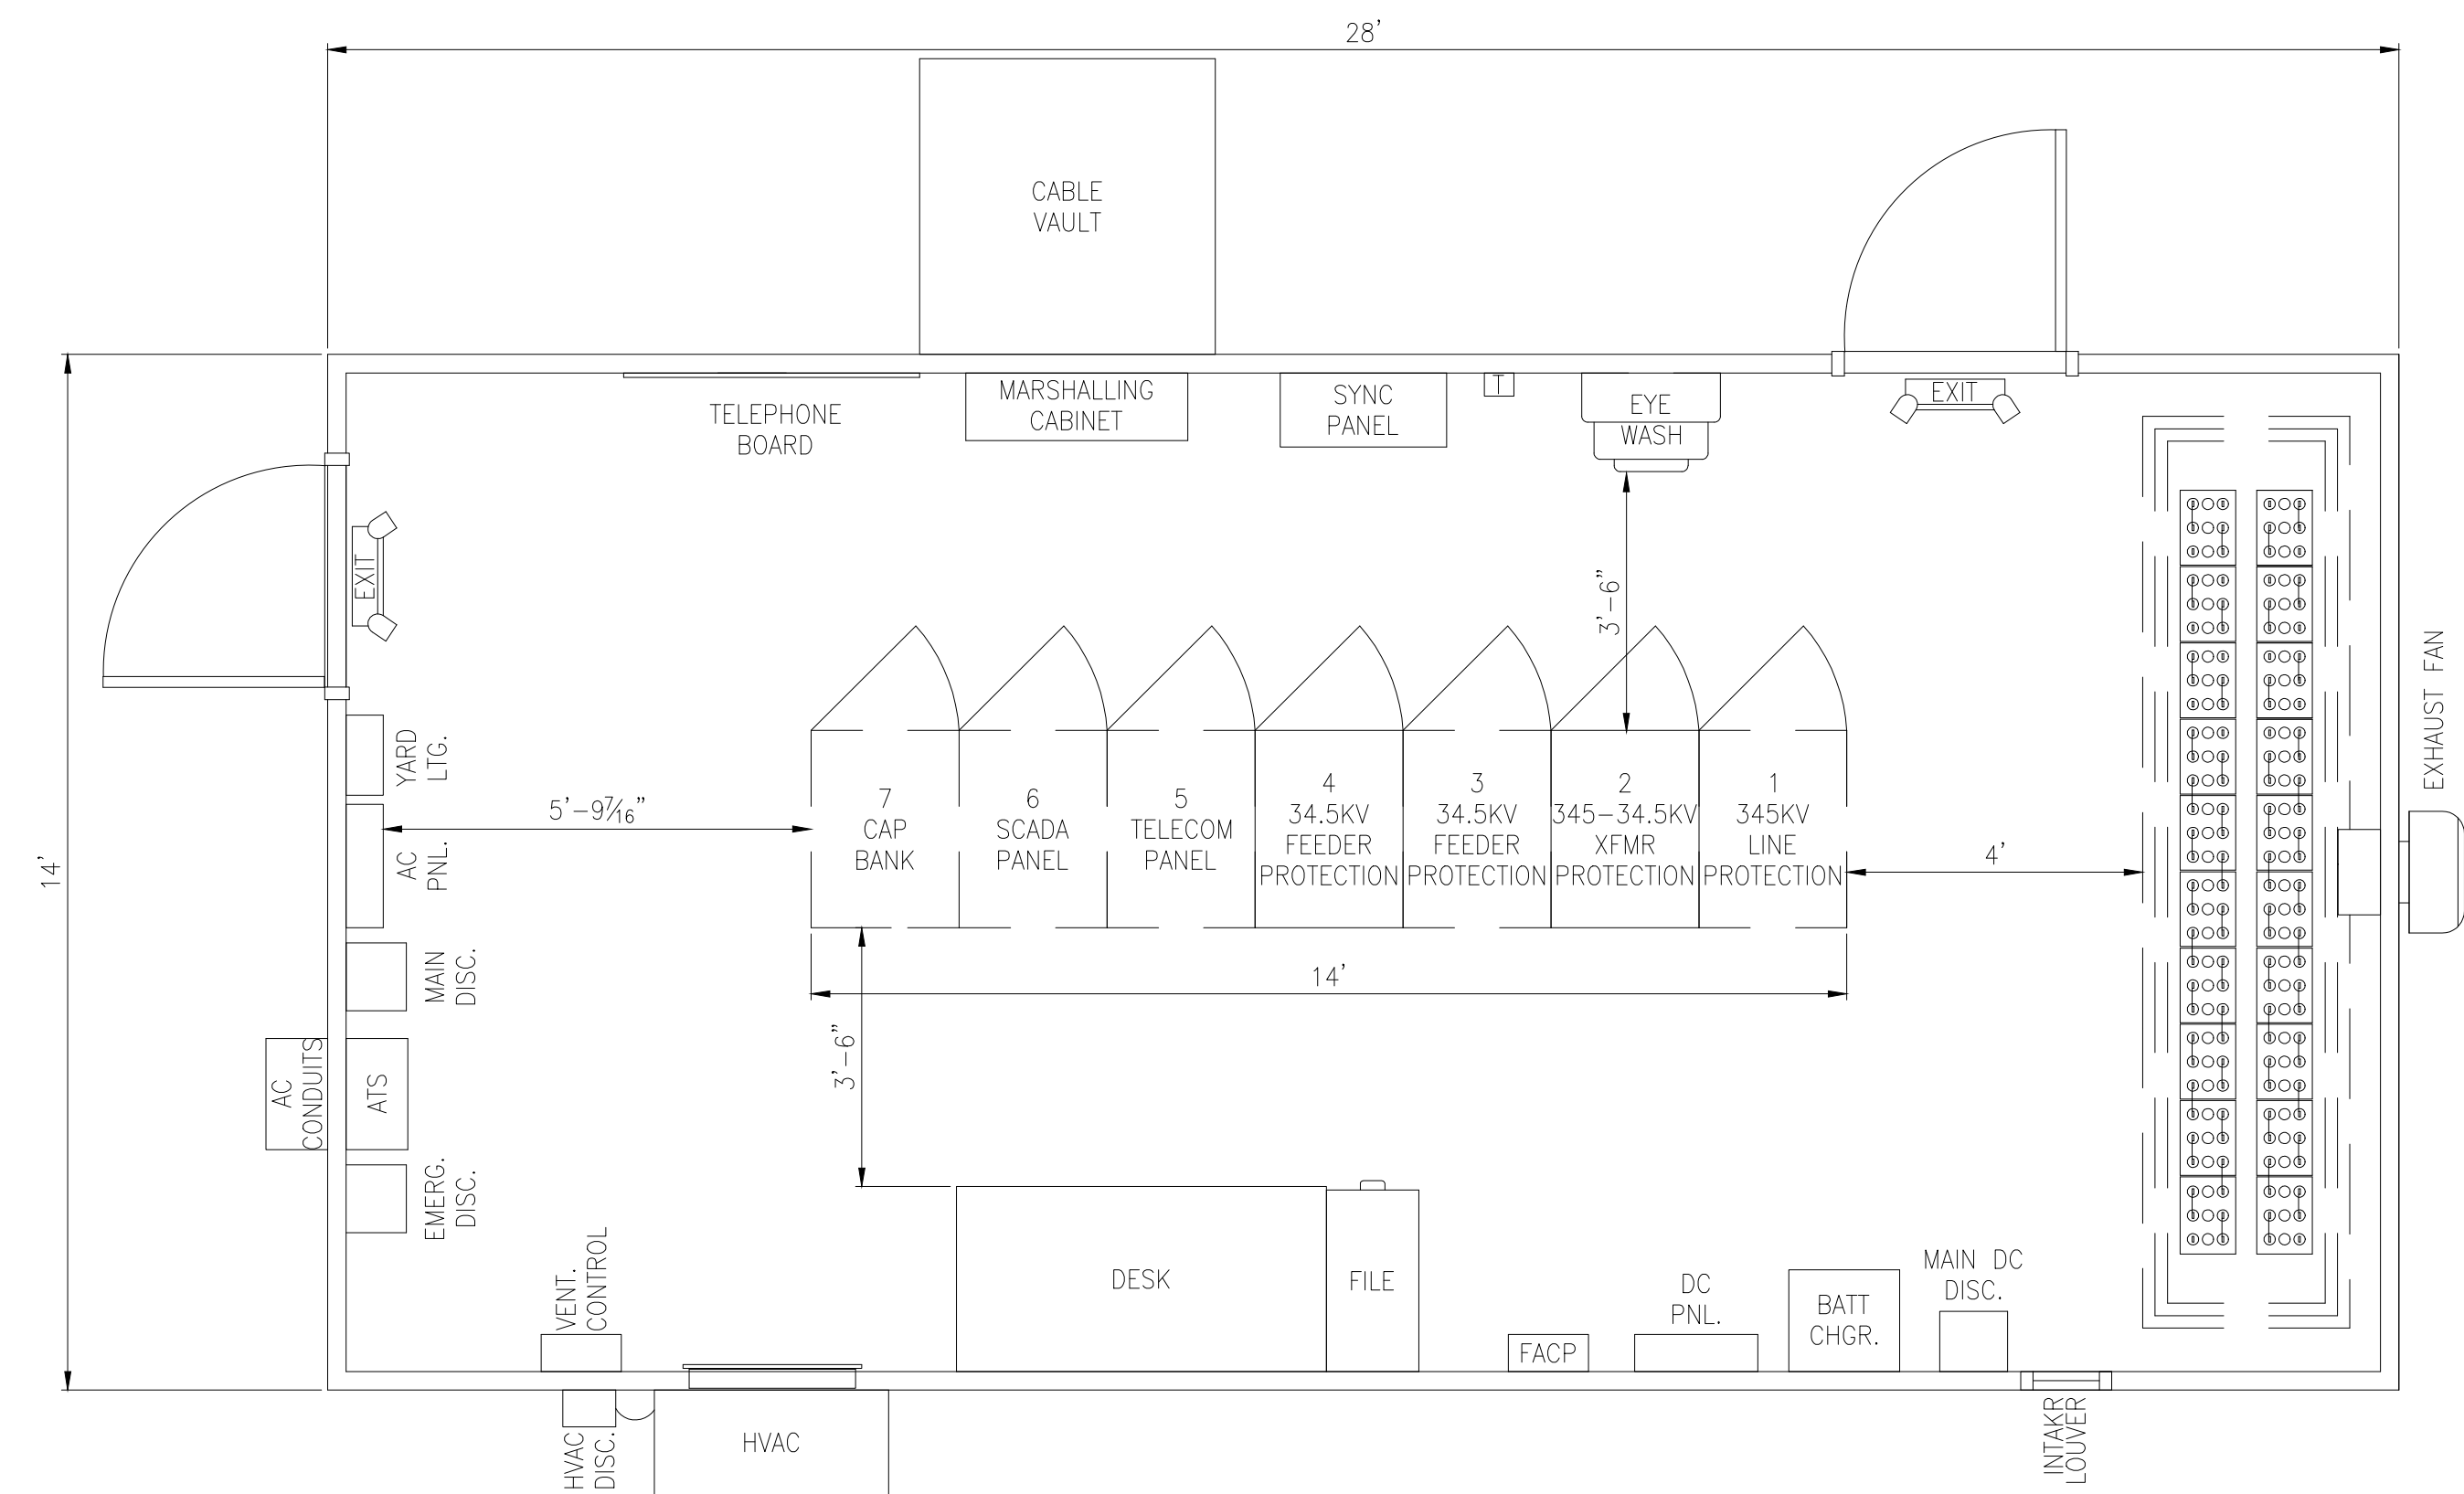 28'
CABLE
VAULT
TELEPHONE
BOARD
MARSHALLING
CABINET
SYNC
PANEL
T
EYE
WASH
EXIT
EXIT
3'-6"
EXHAUST FAN
YARD
LTG.
AC
PNL.
5'-9 7/16"
7
CAP
BANK
6
SCADA
PANEL
5
TELECOM
PANEL
4
34.5KV
FEEDER
PROTECTION
3
34.5KV
FEEDER
PROTECTION
2
345-34.5KV
XFMR
PROTECTION
1
345KV
LINE
PROTECTION
4'
14'
MAIN
DISC.
14'
3'-6"
AC
CONDUITS
ATS
EMERG.
DISC.
VENT.
CONTROL
DESK
FILE
FACP
DC
PNL.
BATT
CHGR.
MAIN DC
DISC.
HVAC
DISC.
HVAC
INTAKR
LOUVER